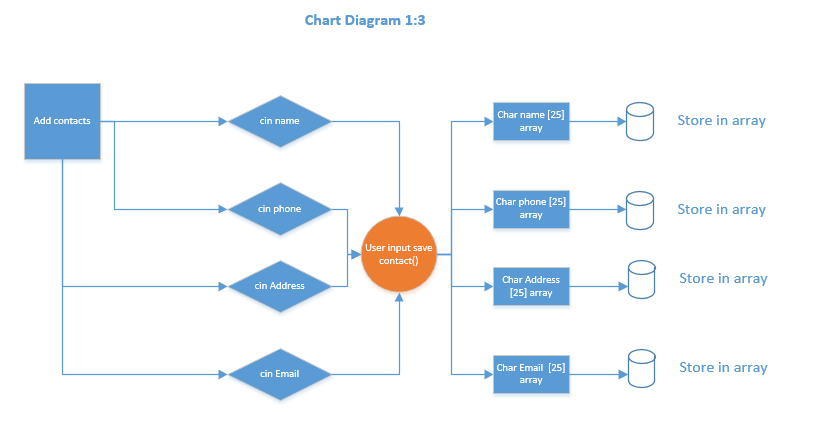 Chart Diagram 1:3
Add contacts
cin name
Char name [25]
array
Store in array
cin phone
Char phone [25]
array
Store in array
User input save
contact()
cin Address
Char Address
[25] array
Store in array
cin Email
Char Email  [25]
array
Store in array